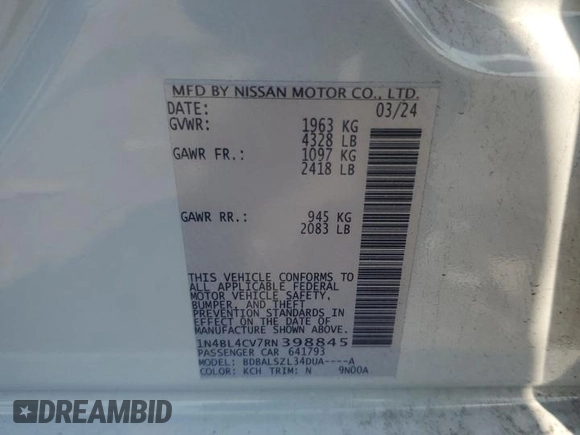 MFD BY NISSAN MOTOR CO., LTD.
DATE: 03/24
GVWR: 1963 KG
4328 LB
GAWR FR.: 1097 KG
2418 LB
GAWR RR.: 945 KG
2083 LB
THIS VEHICLE CONFORMS TO
ALL APPLICABLE FEDERAL
MOTOR VEHICLE SAFETY,
BUMPER, AND THEFT
PREVENTION STANDARDS IN
EFFECT ON THE DATE OF
MANUFACTURE SHOWN ABOVE.
1N4BL4CV7RN398845
PASSENGER CAR 641793
MODEL: BDBALSZL34DUA----A
COLOR: KCH TRIM: N 9N00A
© DREAMBID